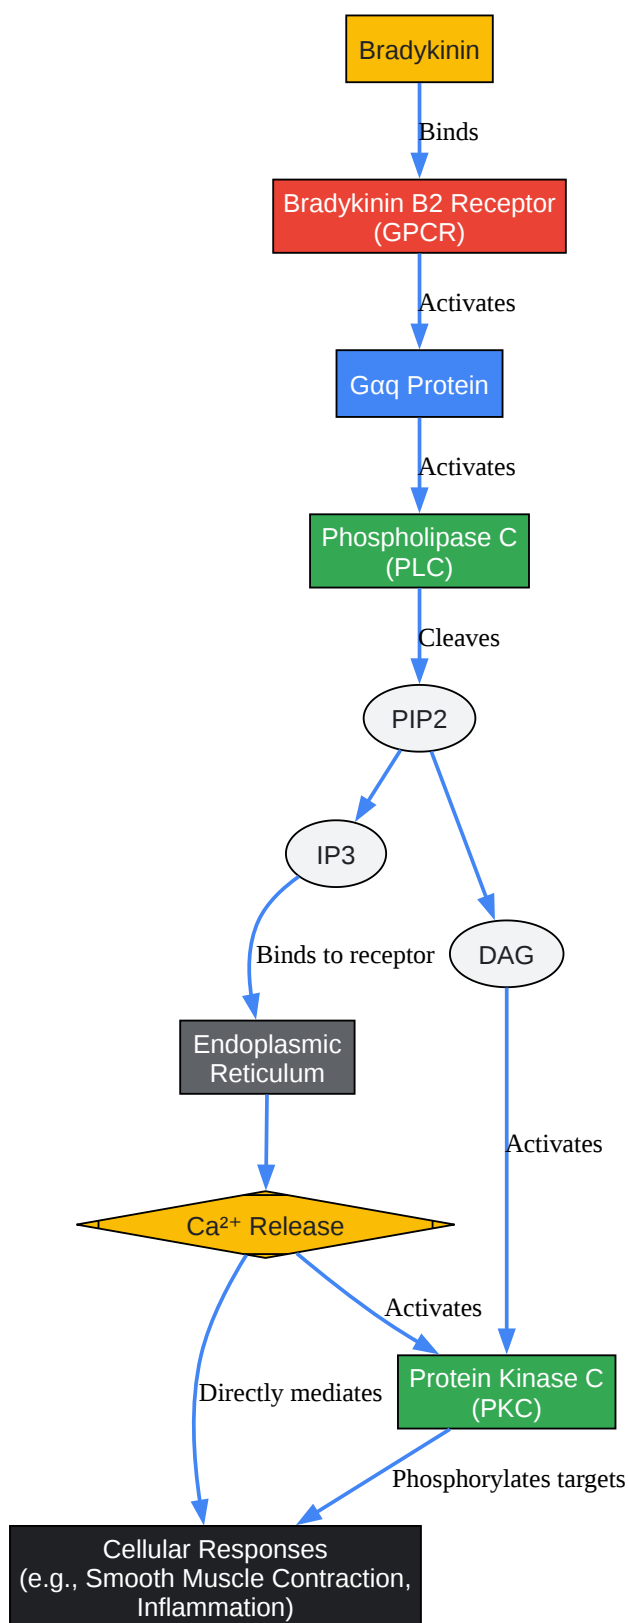 Bradykinin
Binds
Bradykinin B2 Receptor
(GPCR)
Activates
Gαq Protein
Activates
Phospholipase C
(PLC)
Cleaves
PIP2
IP3
Binds to receptor
DAG
Endoplasmic
Reticulum
Activates
Ca²⁺ Release
Activates
Directly mediates
Protein Kinase C
(PKC)
Phosphorylates targets
Cellular Responses
(e.g., Smooth Muscle Contraction,
Inflammation)